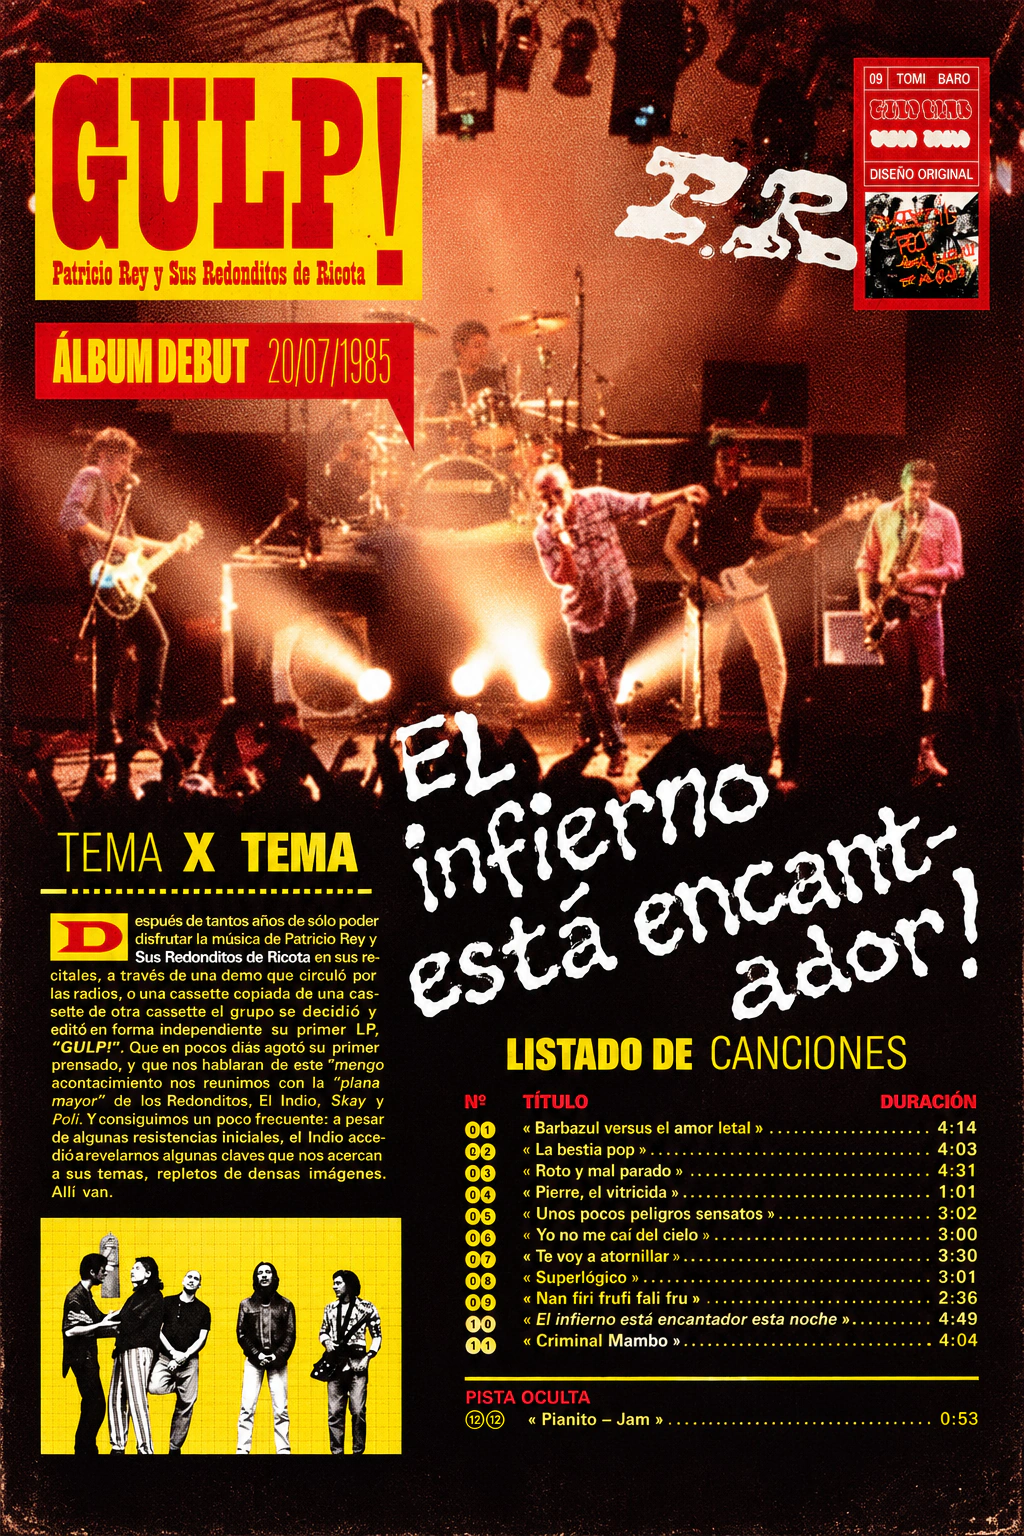 GULP!
Patricio Rey y Sus Redonditos de Ricota
ÁLBUM DEBUT 20/07/1985
P.R.
09 TOMI BARO
DISEÑO ORIGINAL
EL
infierno
está encant-
ador!
TEMA X TEMA
Después de tantos años de sólo poder
disfrutar la música de Patricio Rey y
Sus Redonditos de Ricota en sus re-
citales, a través de una demo que circuló por
las radios, o una cassette copiada de una cas-
sette de otra cassette el grupo se decidió y
editó en forma independiente su primer LP,
“GULP!”. Que en pocos días agotó su primer
prensado, y que nos hablaran de este “mengo
acontacimiento nos reunimos con la “plana
mayor” de los Redonditos, El Indio, Skay y
Poli. Y conseguimos un poco frecuente: a pesar
de algunas resistencias iniciales, el Indio acce-
dió a revelarnos algunas claves que nos acercan
a sus temas, repletos de densas imágenes.
Allí van.
LISTADO DE CANCIONES
Nº TÍTULO DURACIÓN
01 « Barbazul versus el amor letal » 4:14
02 « La bestia pop » 4:03
03 « Roto y mal parado » 4:31
04 « Pierre, el vitricida » 1:01
05 « Unos pocos peligros sensatos » 3:02
06 « Yo no me caí del cielo » 3:00
07 « Te voy a atornillar » 3:30
08 « Superlógico » 3:01
09 « Nan firi frufi fali fru » 2:36
10 « El infierno está encantador esta noche » 4:49
11 « Criminal Mambo » 4:04
PISTA OCULTA
12 12 « Pianito – Jam » 0:53